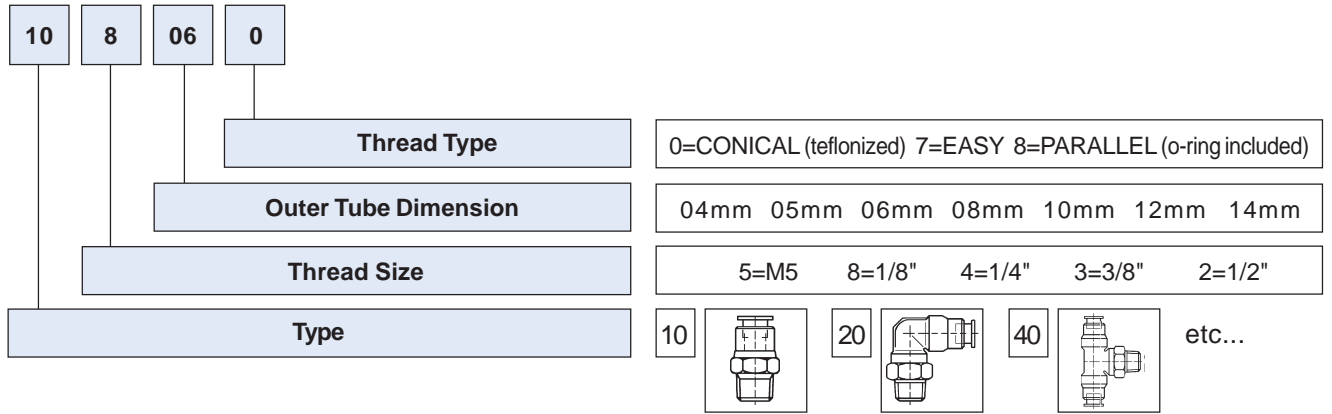 10 8 06 0
Thread Type 0=CONICAL (teflonized) 7=EASY 8=PARALLEL (o-ring included)
Outer Tube Dimension 04mm 05mm 06mm 08mm 10mm 12mm 14mm
Thread Size 5=M5 8=1/8" 4=1/4" 3=3/8" 2=1/2"
Type 10 20 40 etc...